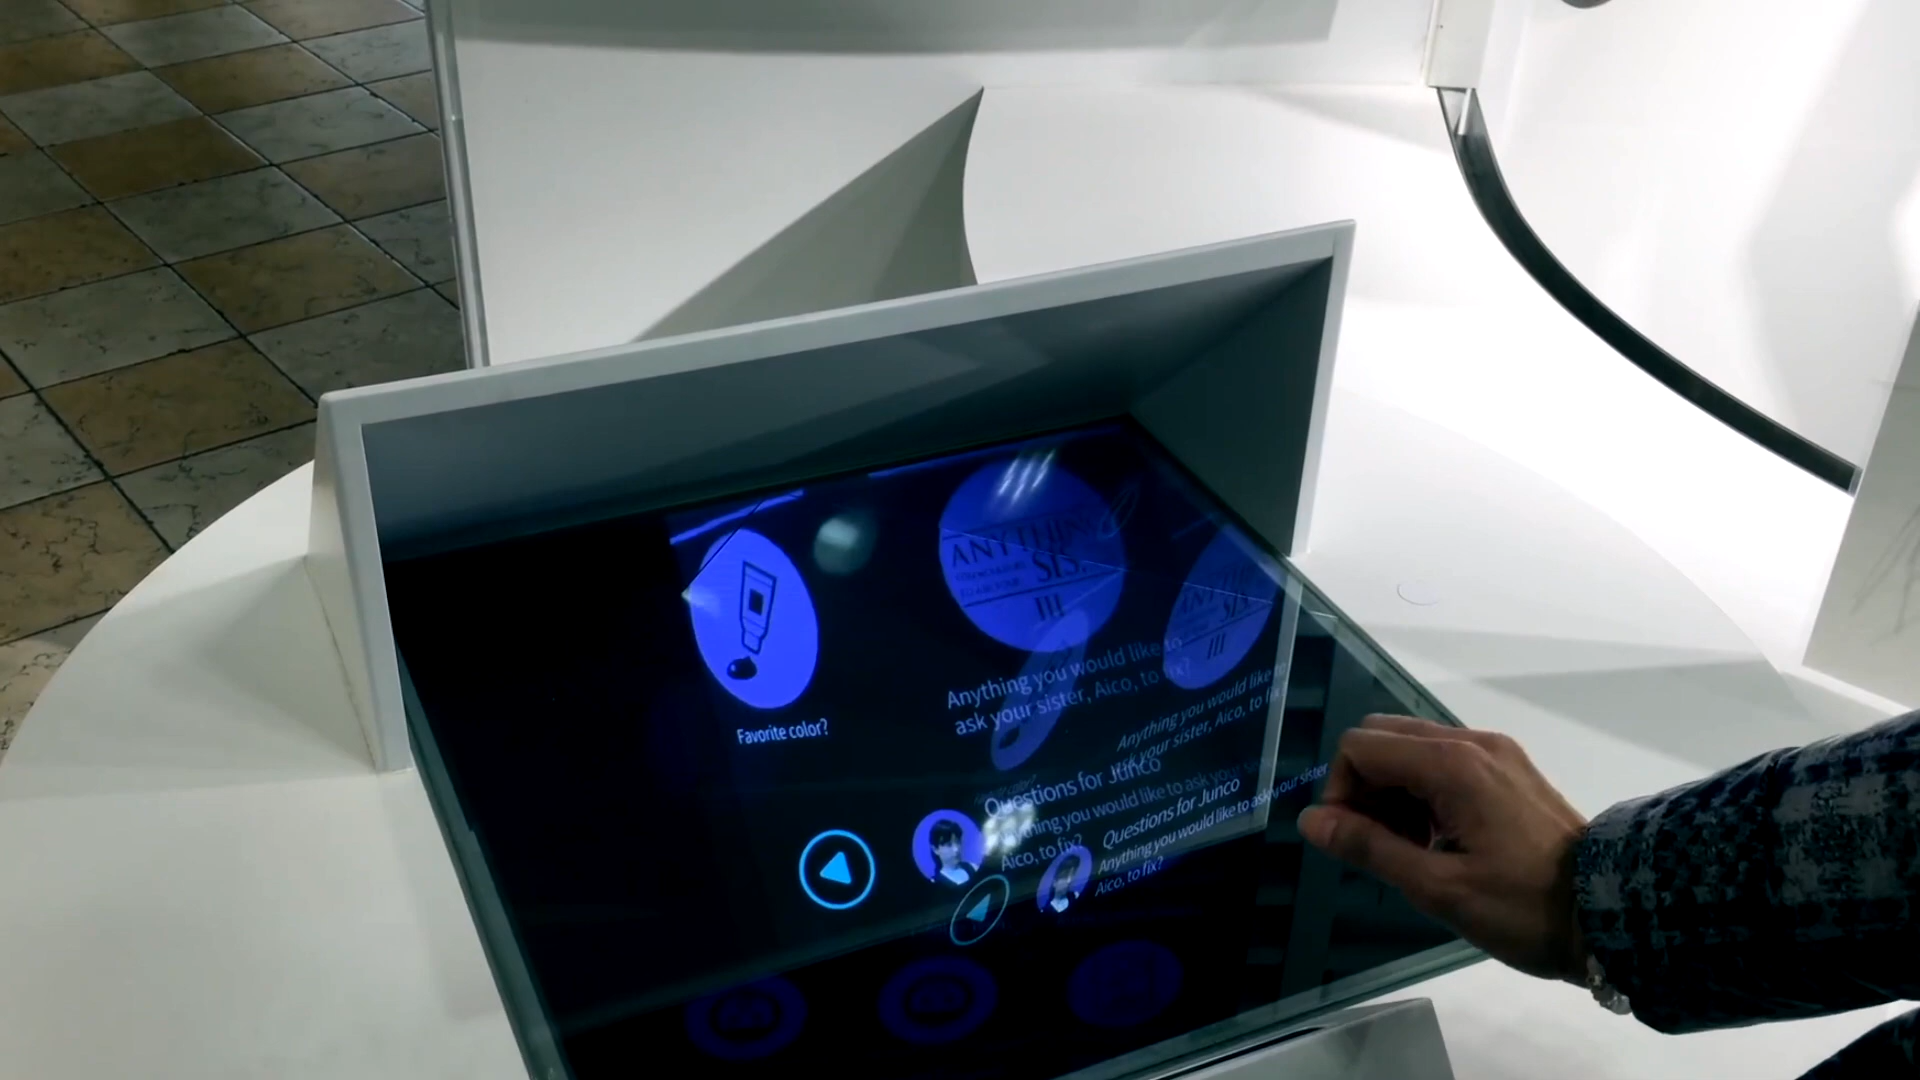 ANYTHIN
SIS.
III
Favorite color?
Anything you would like to
ask your sister, Aico, to fix?
Anything you would like to
ask your sister, Aico, to fix
Questions for Junco
Anything you would like to ask your sis
Aico, to fix?
Questions for Junco
Anything you would like to ask your sister
Aico, to fix?